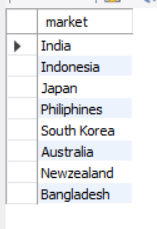 market
India
Indonesia
Japan
Philiphines
South Korea
Australia
Newzealand
Bangladesh